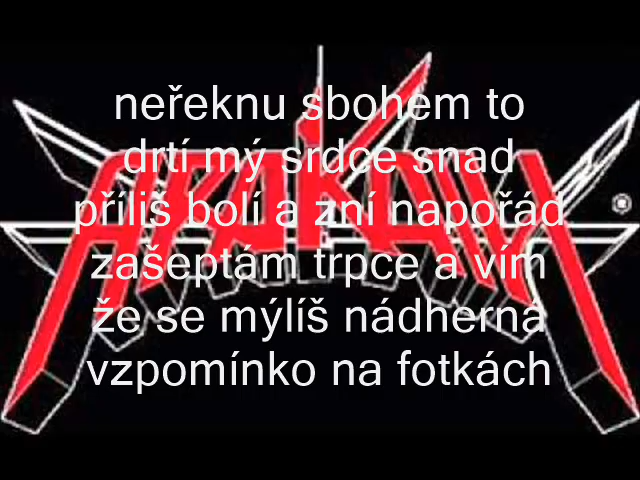 neřeknu sbohem to
drtí mý srdce snad
příliš bolí a zní napořád
zašeptám trpce a vím
že se mýlíš nádherná
vzpomínko na fotkách
ARAKAIN
®